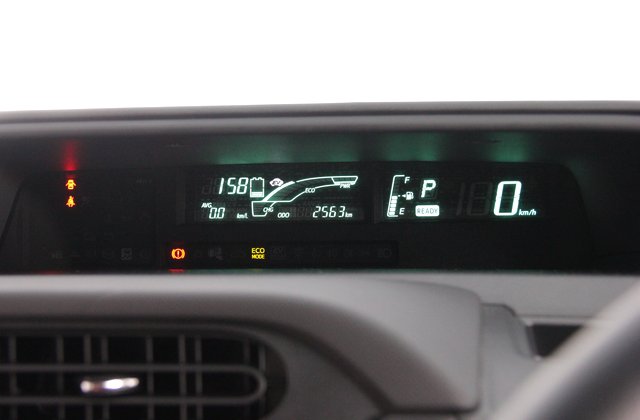 158
ECO
PWR
CHG
AVG
0.0 km/L
ODO
2563 km
F
E
P
READY
0 km/h
ECO
MODE